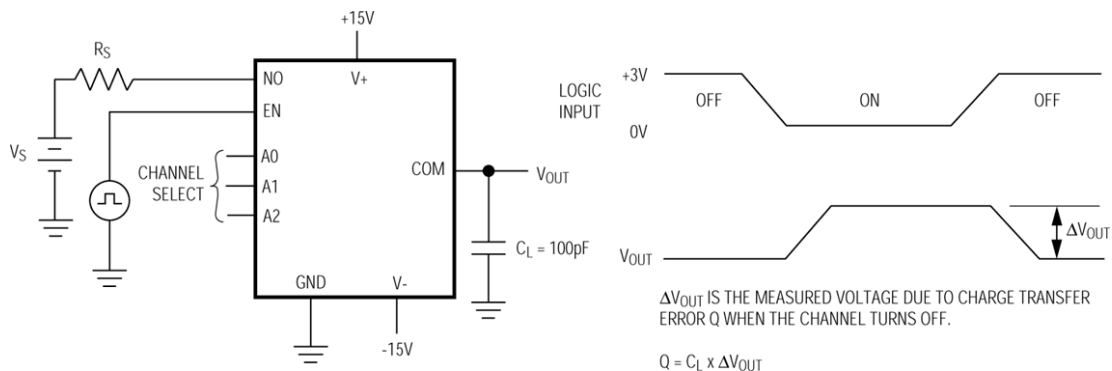 +15V
R_S
NO
V+
EN
V_S
A0
CHANNEL
SELECT
A1
A2
COM
V_OUT
C_L = 100pF
GND
V-
-15V
LOGIC
INPUT
+3V
0V
OFF
ON
OFF
V_OUT
ΔV_OUT
ΔV_OUT IS THE MEASURED VOLTAGE DUE TO CHARGE TRANSFER
ERROR Q WHEN THE CHANNEL TURNS OFF.
Q = C_L x ΔV_OUT